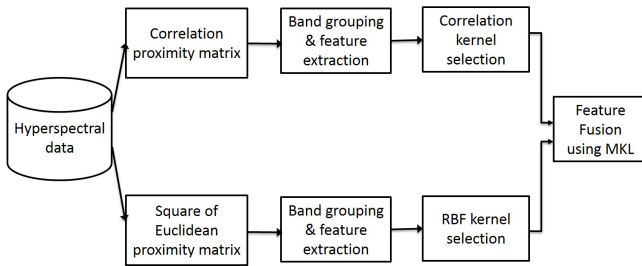 Hyperspectral
data
Correlation
proximity matrix
Band grouping
& feature
extraction
Correlation
kernel
selection
Square of
Euclidean
proximity matrix
Band grouping
& feature
extraction
RBF kernel
selection
Feature
Fusion
using MKL